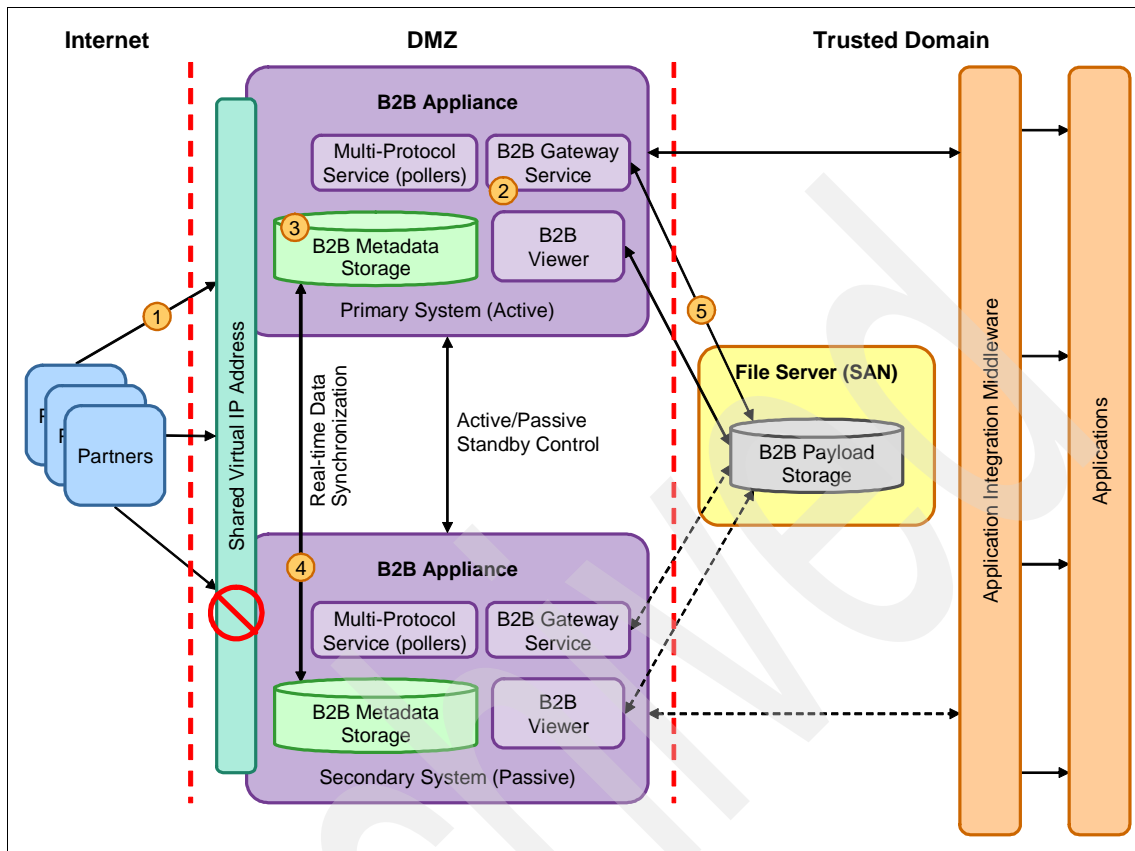 Internet
DMZ
Trusted Domain
B2B Appliance
Multi-Protocol
Service (pollers)
B2B Gateway
Service
2
3
B2B Metadata
Storage
B2B
Viewer
Primary System (Active)
1
5
Shared Virtual IP Address
Partners
Real-time Data
Synchronization
Active/Passive
Standby Control
File Server (SAN)
B2B Payload
Storage
Application Integration Middleware
Applications
4
B2B Appliance
Multi-Protocol
Service (pollers)
B2B Gateway
Service
B2B Metadata
Storage
B2B
Viewer
Secondary System (Passive)